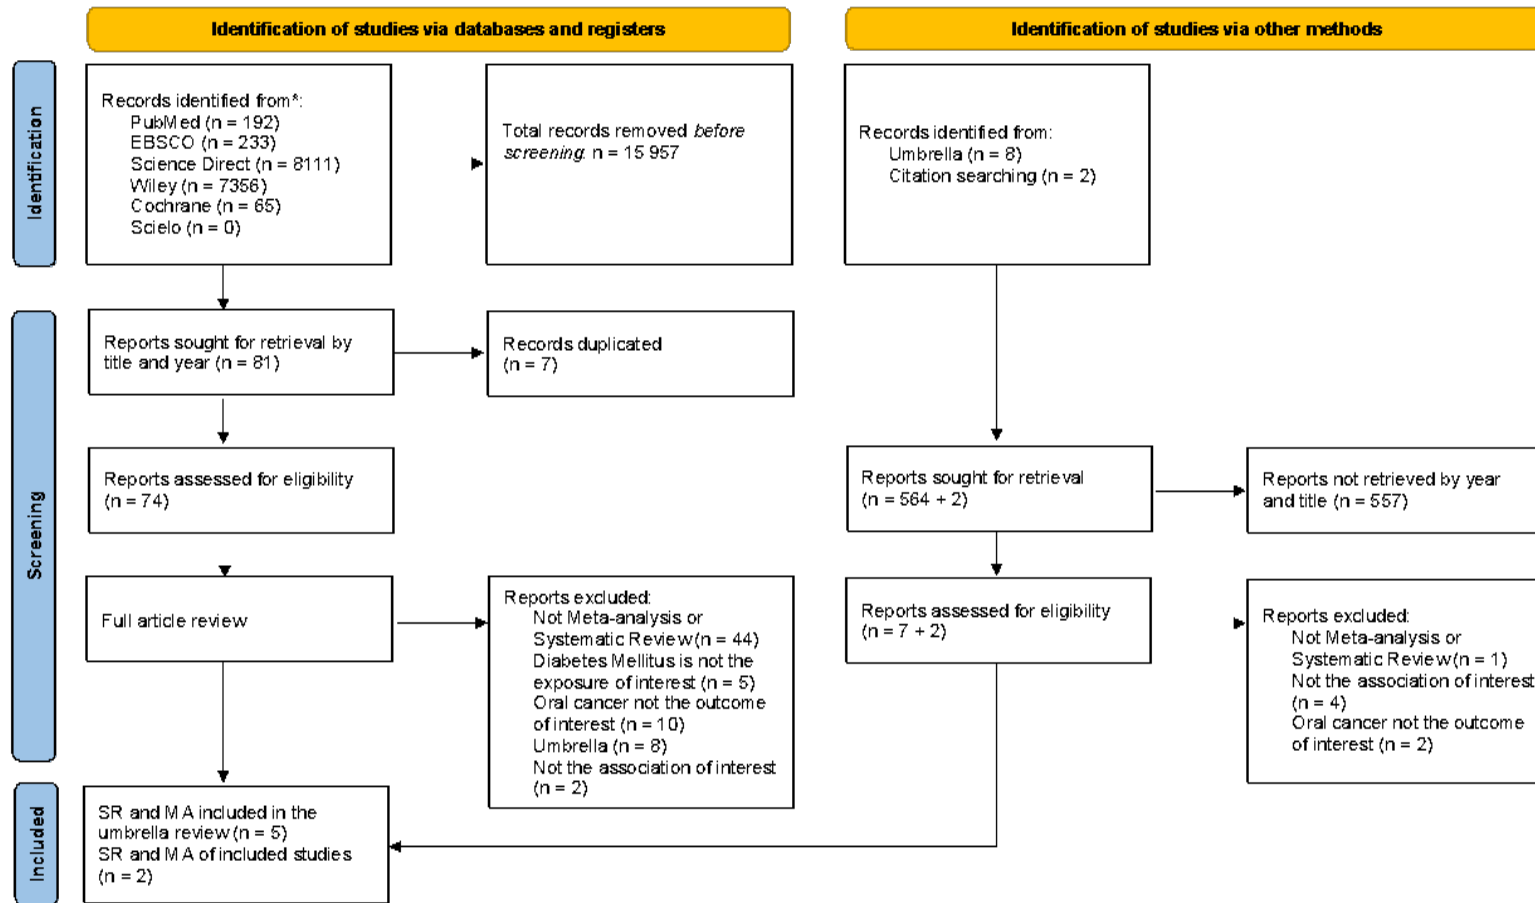 Identification of studies via databases and registers
Identification of studies via other methods
Identification
Records identified from*:
PubMed (n = 192)
EBSCO (n = 233)
Science Direct (n = 8111)
Wiley (n = 7356)
Cochrane (n = 65)
Scielo (n = 0)
Total records removed before
screening: n = 15 957
Records identified from:
Umbrella (n = 8)
Citation searching (n = 2)
Screening
Reports sought for retrieval by
title and year (n = 81)
Records duplicated
(n = 7)
Reports assessed for eligibility
(n = 74)
Reports sought for retrieval
(n = 564 + 2)
Reports not retrieved by year
and title (n = 557)
Full article review
Reports excluded:
Not Meta-analysis or
Systematic Review (n = 44)
Diabetes Mellitus is not the
exposure of interest (n = 5)
Oral cancer not the outcome
of interest (n = 10)
Umbrella (n = 8)
Not the association of interest
(n = 2)
Reports assessed for eligibility
(n = 7 + 2)
Reports excluded:
Not Meta-analysis or
Systematic Review (n = 1)
Not the association of interest
(n = 4)
Oral cancer not the outcome
of interest (n = 2)
Included
SR and MA included in the
umbrella review (n = 5)
SR and MA of included studies
(n = 2)